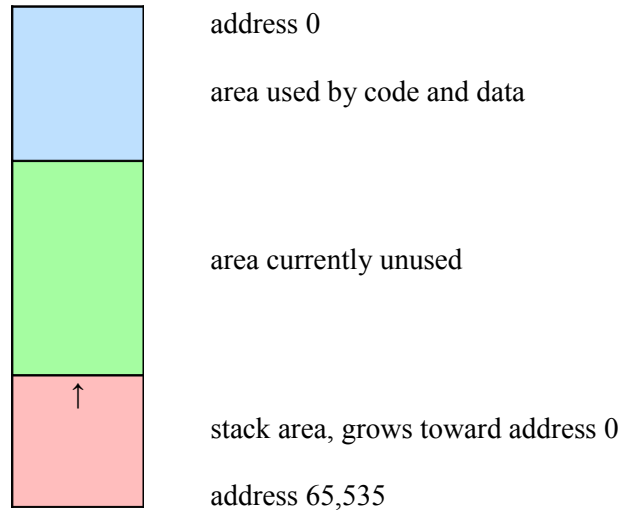 address 0
area used by code and data
area currently unused
↑
stack area, grows toward address 0
address 65,535